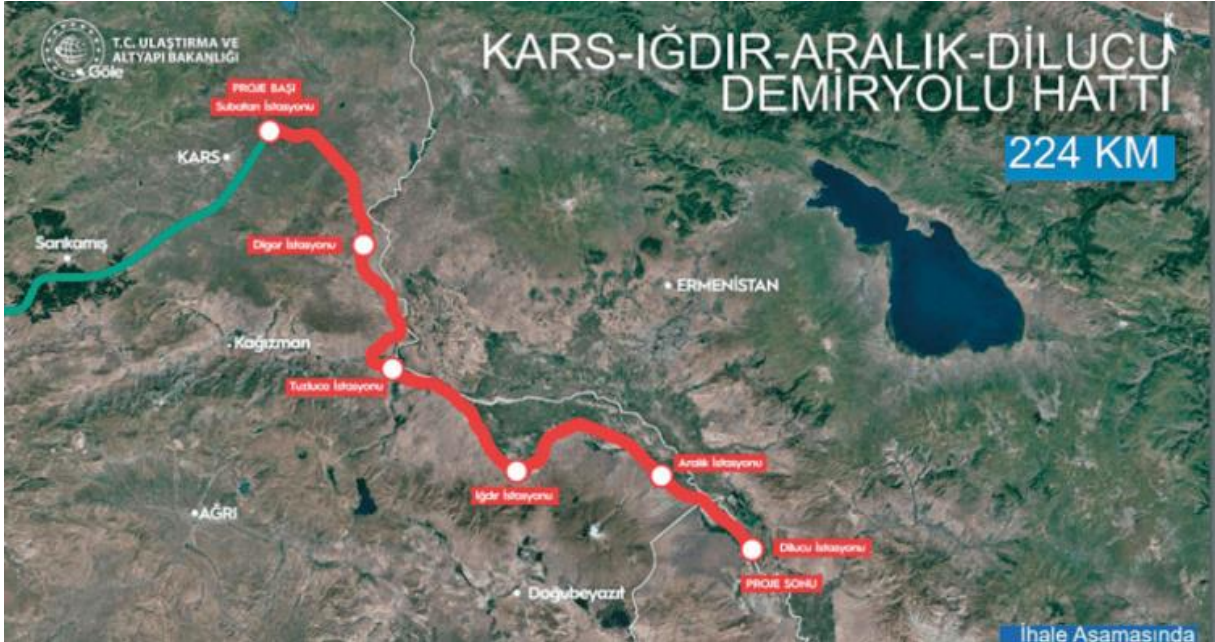 T.C. ULAŞTIRMA VE
ALTYAPI BAKANLIĞI
KARS-IĞDIR-ARALIK-DİLUCU
DEMİRYOLU HATTI
224 KM
K
Göle
PROJE BAŞI
Subatan İstasyonu
KARS
Sarıkamış
Digor İstasyonu
ERMENİSTAN
Kağızman
Tuzluca İstasyonu
Aralık İstasyonu
Iğdır İstasyonu
AĞRI
Dilucu İstasyonu
PROJE SONU
Doğubeyazıt
İhale Aşamasında